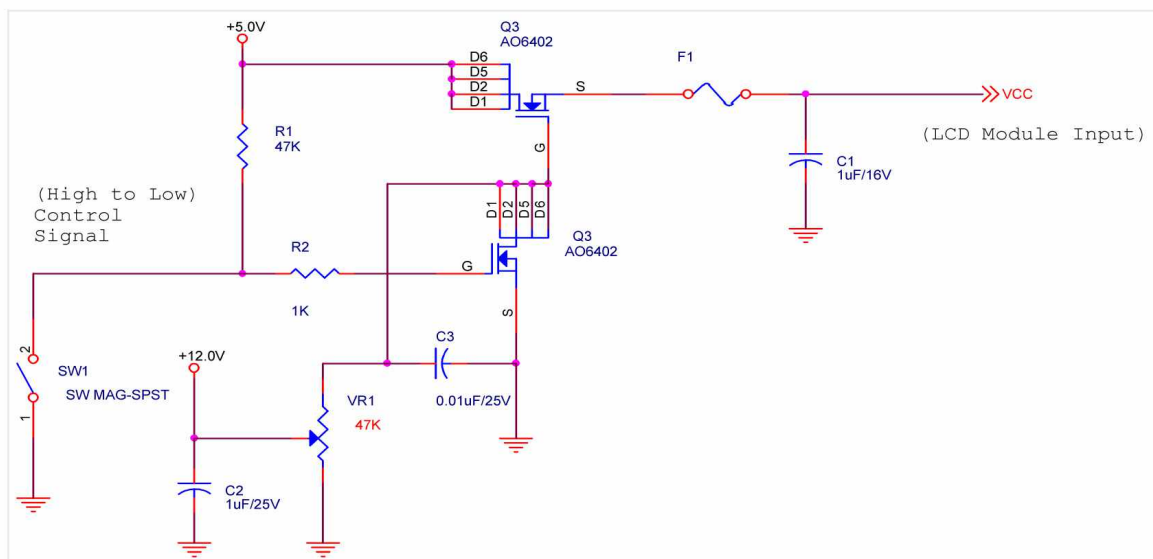 +5.0V
Q3
AO6402
D6
D5
D2
D1
S
G
F1
VCC
(LCD Module Input)
R1
47K
C1
1uF/16V
(High to Low)
Control
Signal
D1
D2
D5
D6
Q3
AO6402
R2
1K
G
S
+12.0V
C3
0.01uF/25V
2
SW1
SW MAG-SPST
1
VR1
47K
C2
1uF/25V